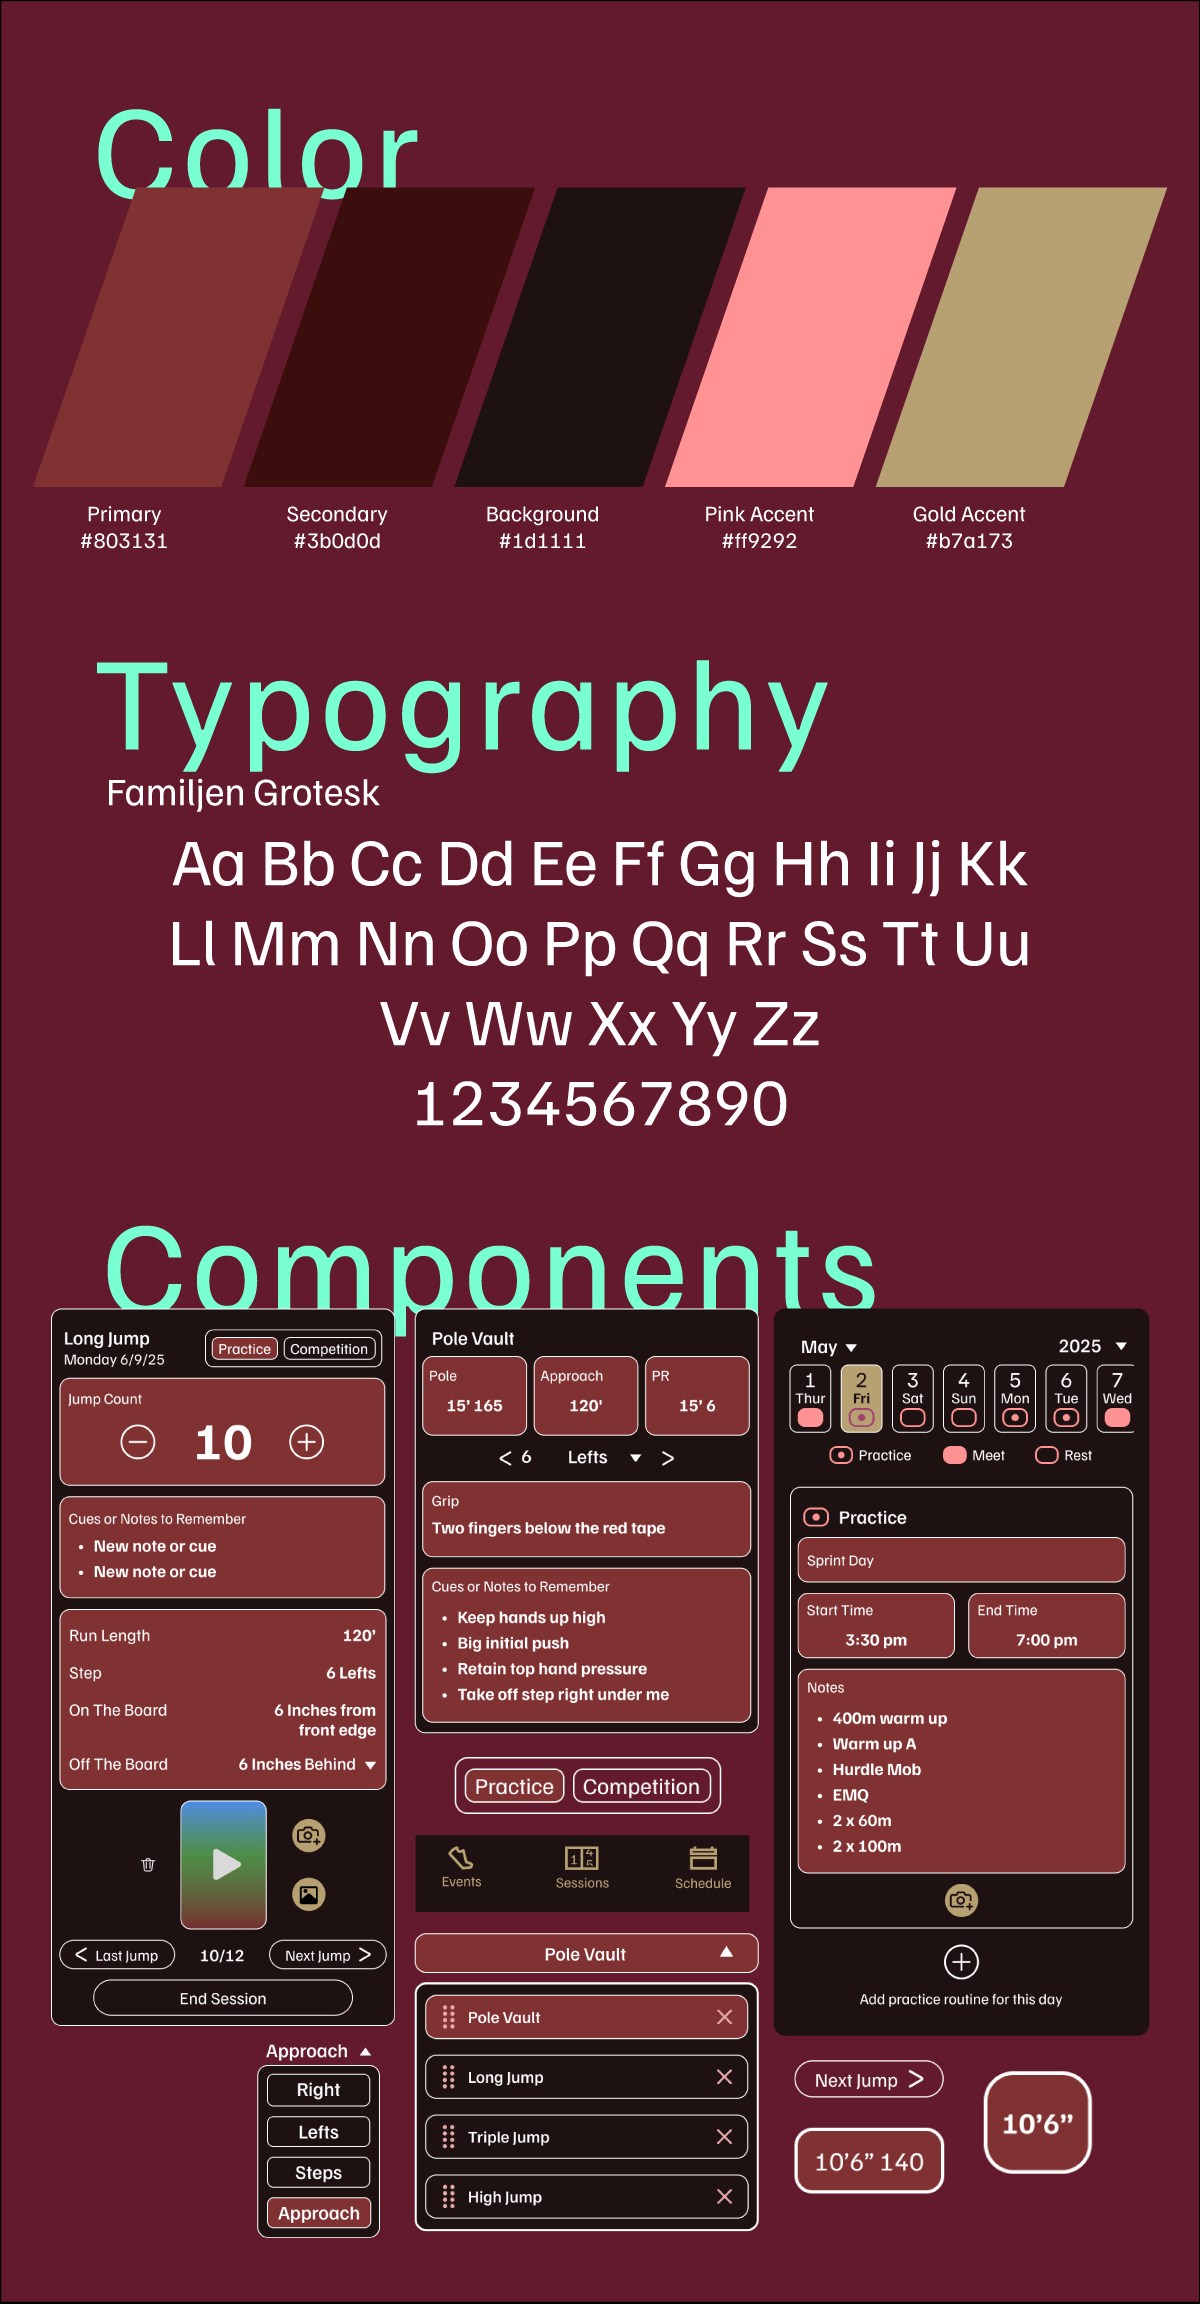 Color
Primary
#803131
Secondary
#3b0d0d
Background
#1d1111
Pink Accent
#ff9292
Gold Accent
#b7a173
Typography
Familjen Grotesk
Aa Bb Cc Dd Ee Ff Gg Hh Ii Jj Kk
Ll Mm Nn Oo Pp Qq Rr Ss Tt Uu
Vv Ww Xx Yy Zz
1234567890
Components
Long Jump
Monday 6/9/25
Practice Competition
Jump Count
10
Cues or Notes to Remember
• New note or cue
• New note or cue
Run Length 120'
Step 6 Lefts
On The Board 6 Inches from
front edge
Off The Board 6 Inches Behind
< Last Jump 10/12 Next Jump >
End Session
Approach
Right
Lefts
Steps
Approach
Pole Vault
Pole
15' 165
Approach
120'
PR
15' 6
< 6 Lefts >
Grip
Two fingers below the red tape
Cues or Notes to Remember
• Keep hands up high
• Big initial push
• Retain top hand pressure
• Take off step right under me
Practice Competition
1 4 5
Events Sessions Schedule
Pole Vault
Pole Vault
Long Jump
Triple Jump
High Jump
May 2025
1 2 3 4 5 6 7
Thur Fri Sat Sun Mon Tue Wed
Practice Meet Rest
Practice
Sprint Day
Start Time
3:30 pm
End Time
7:00 pm
Notes
• 400m warm up
• Warm up A
• Hurdle Mob
• EMQ
• 2 x 60m
• 2 x 100m
Add practice routine for this day
Next Jump >
10’6”
10’6” 140